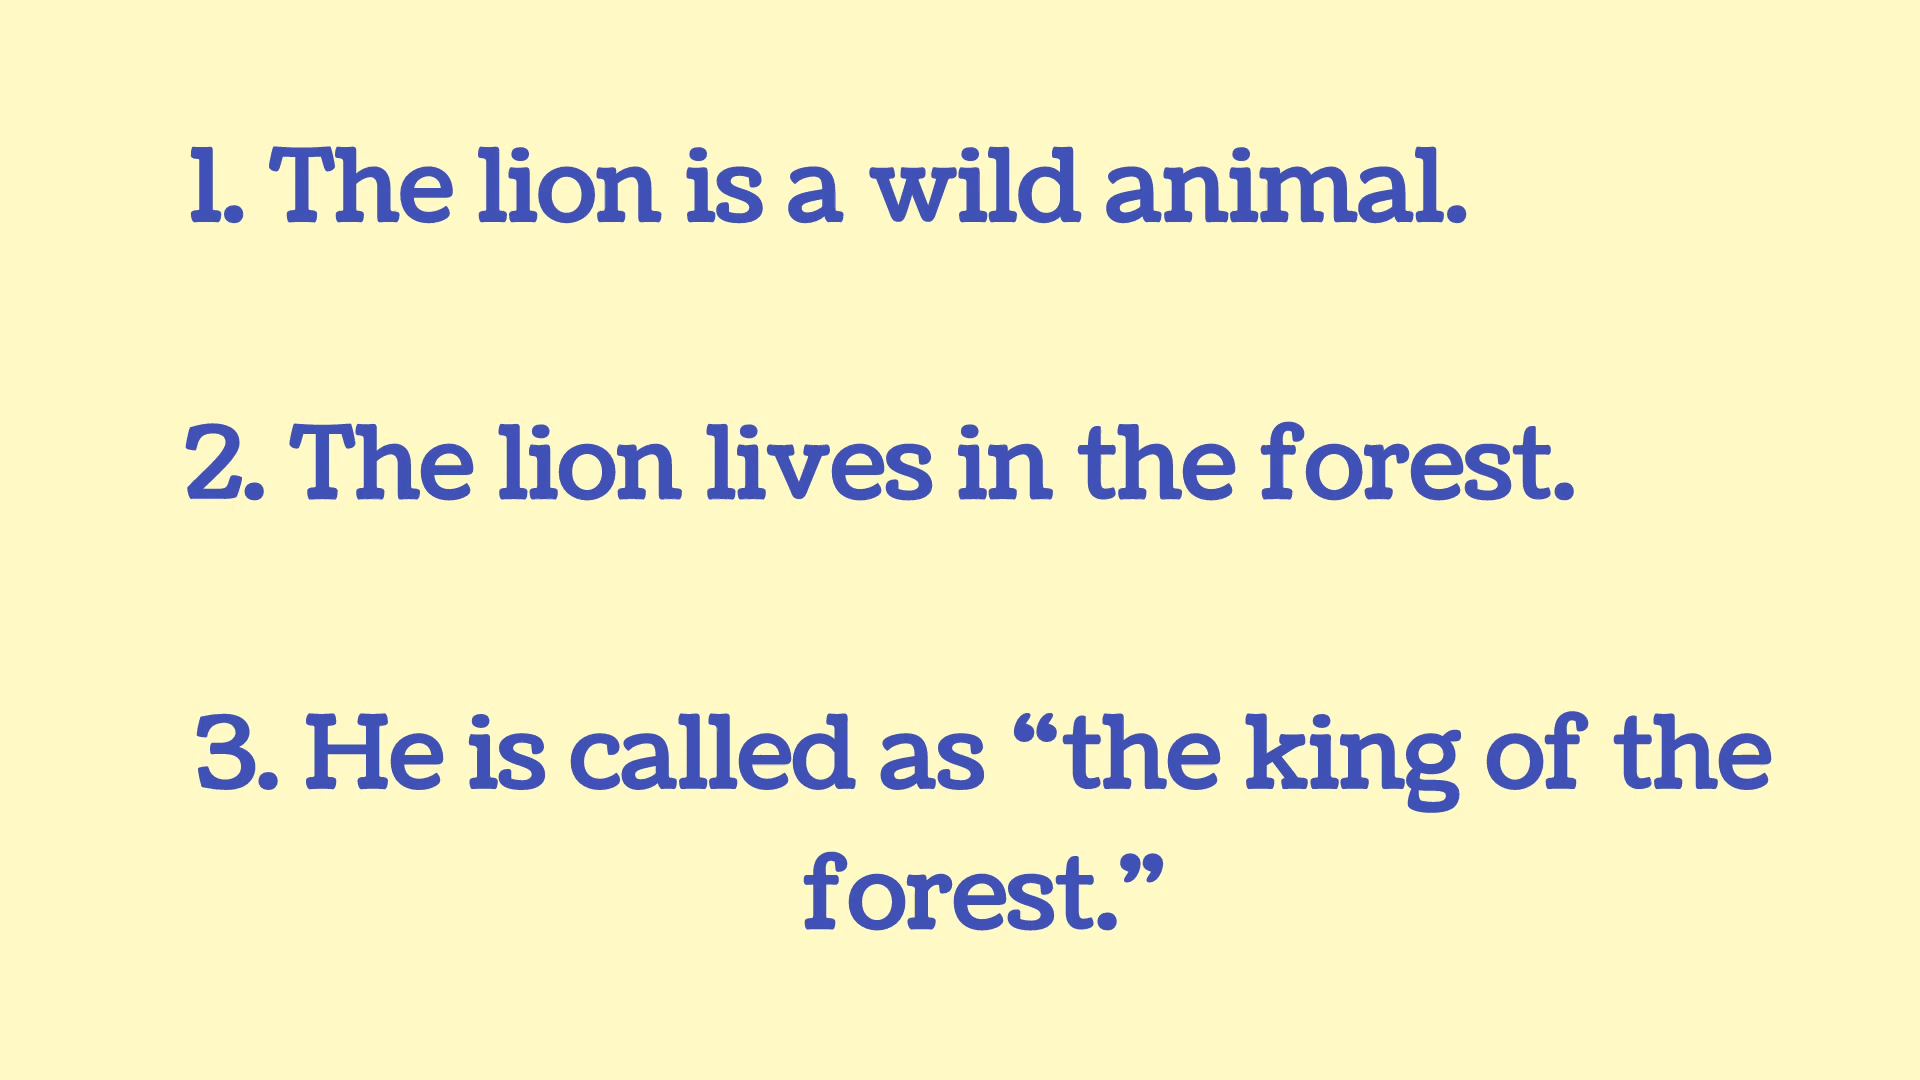 1. The lion is a wild animal.
2. The lion lives in the forest.
3. He is called as “the king of the
forest.”